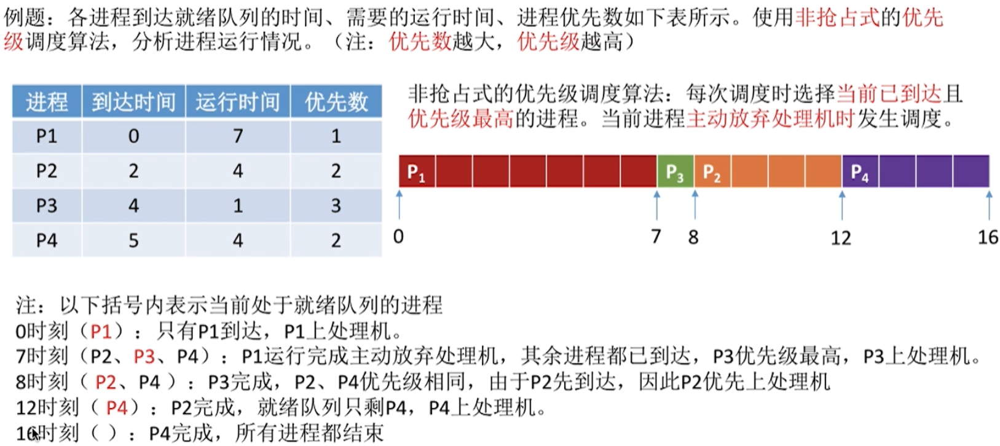 例题：各进程到达就绪队列的时间、需要的运行时间、进程优先数如下表所示。使用非抢占式的优先
级调度算法，分析进程运行情况。（注：优先数越大，优先级越高）
进程 到达时间 运行时间 优先数
P1 0 7 1
P2 2 4 2
P3 4 1 3
P4 5 4 2
非抢占式的优先级调度算法：每次调度时选择当前已到达且
优先级最高的进程。当前进程主动放弃处理机时发生调度。
P1 P3 P2 P4
0 7 8 12 16
注：以下括号内表示当前处于就绪队列的进程
0时刻（P1）：只有P1到达，P1上处理机。
7时刻（P2、P3、P4）：P1运行完成主动放弃处理机，其余进程都已到达，P3优先级最高，P3上处理机。
8时刻（ P2、P4 ）：P3完成，P2、P4优先级相同，由于P2先到达，因此P2优先上处理机
12时刻（ P4）：P2完成，就绪队列只剩P4，P4上处理机。
16时刻（ ）：P4完成，所有进程都结束